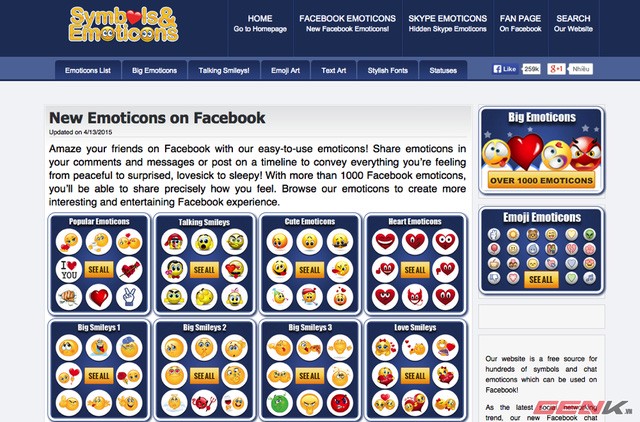 Symbols&
Emoticons
HOME
Go to Homepage
FACEBOOK EMOTICONS
New Facebook Emoticons!
SKYPE EMOTICONS
Hidden Skype Emoticons
FAN PAGE
On Facebook
SEARCH
Our Website
Emoticons List
Big Emoticons
Talking Smileys!
Emoji Art
Text Art
Stylish Fonts
Statuses
Like 259k
+1 Nhiều
New Emoticons on Facebook
Updated on 4/13/2015
Amaze your friends on Facebook with our easy-to-use emoticons! Share emoticons in
your comments and messages or post on a timeline to convey everything you're feeling
from peaceful to surprised, lovesick to sleepy! With more than 1000 Facebook emoticons,
you'll be able to share precisely how you feel. Browse our emoticons to create more
interesting and entertaining Facebook experience.
Popular Emoticons
I YOU
SEE ALL
Talking Smileys
SEE ALL
Cute Emoticons
SEE ALL
Heart Emoticons
SEE ALL
Big Smileys 1
SEE ALL
Big Smileys 2
SEE ALL
Big Smileys 3
SEE ALL
Love Smileys
SEE ALL
Big Emoticons
OVER 1000 EMOTICONS
Emoji Emoticons
SEE ALL
Our website is a free source for
hundreds of symbols and chat
emoticons which can be used on
Facebook!
As the latest social networking
trend, our new Facebook chat
GENK.VN